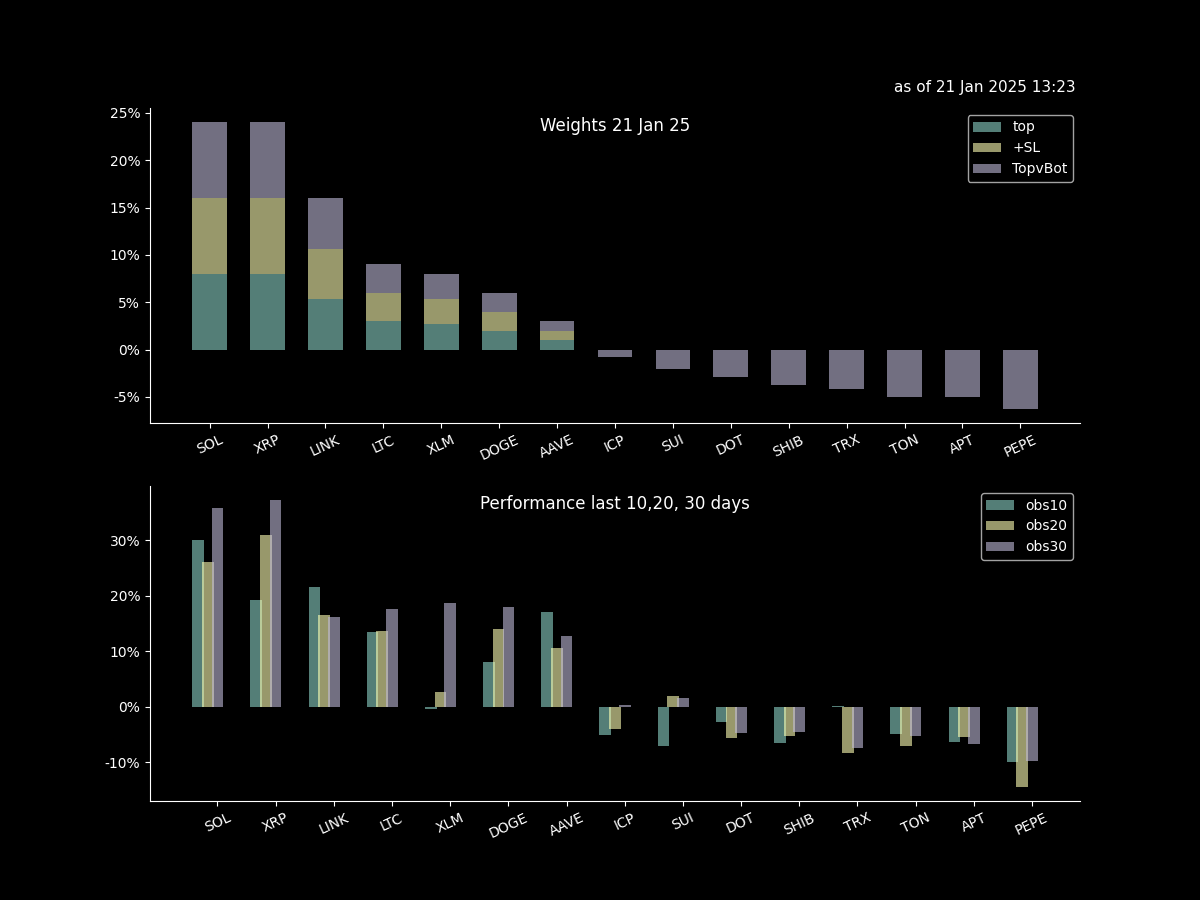 as of 21 Jan 2025 13:23
Weights 21 Jan 25
top
+SL
TopvBot
25%
20%
15%
10%
5%
0%
-5%
SOL XRP LINK LTC XLM DOGE AAVE ICP SUI DOT SHIB TRX TON APT PEPE
Performance last 10,20, 30 days
obs10
obs20
obs30
30%
20%
10%
0%
-10%
SOL XRP LINK LTC XLM DOGE AAVE ICP SUI DOT SHIB TRX TON APT PEPE